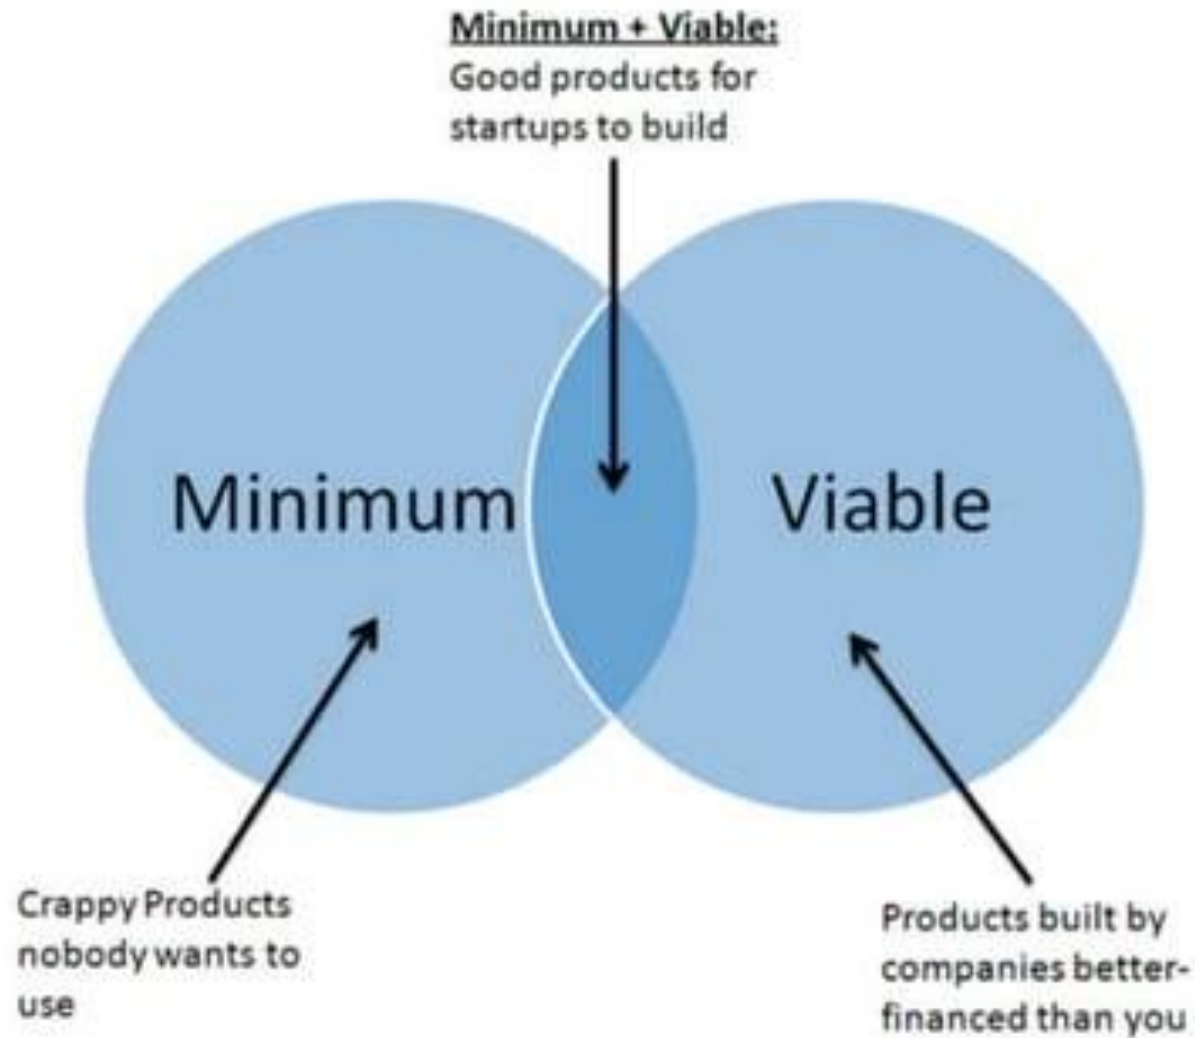 Minimum + Viable:
Good products for
startups to build
Minimum
Viable
Crappy Products
nobody wants to
use
Products built by
companies better-
financed than you